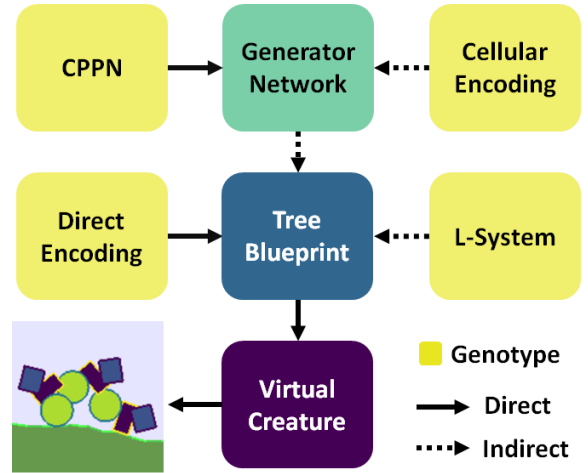 CPPN
Generator
Network
Cellular
Encoding
Direct
Encoding
Tree
Blueprint
L-System
Virtual
Creature
Genotype
Direct
Indirect